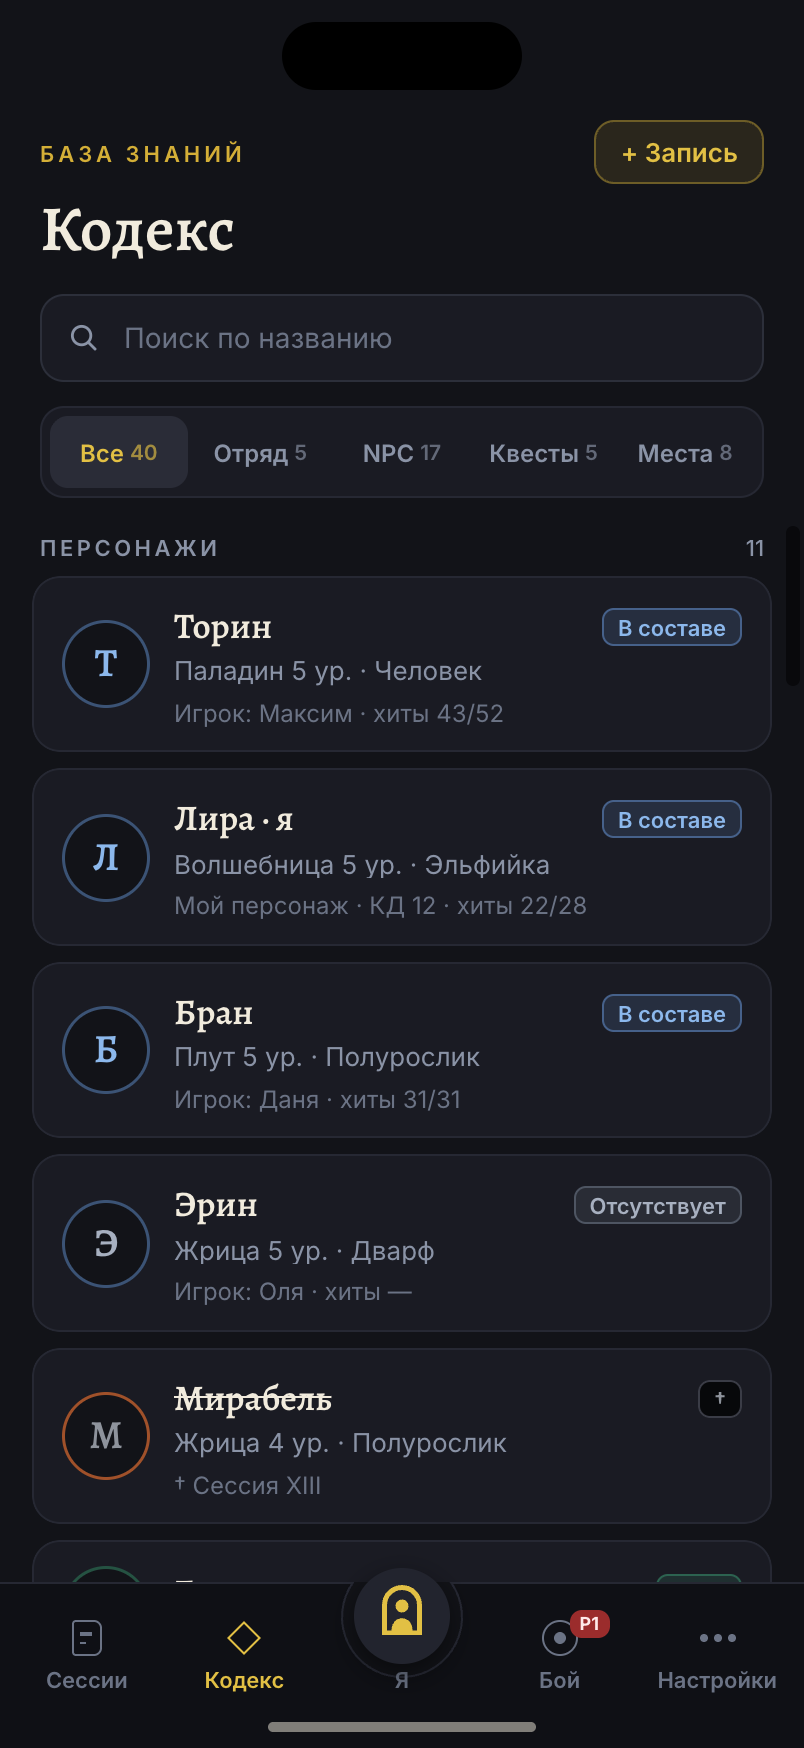 БАЗА ЗНАНИЙ
+ Запись
Кодекс
Поиск по названию
Все 40 Отряд 5 NPC 17 Квесты 5 Места 8
ПЕРСОНАЖИ 11
Т
Торин
В составе
Паладин 5 ур. · Человек
Игрок: Максим · хиты 43/52
Л
Лира · я
В составе
Волшебница 5 ур. · Эльфийка
Мой персонаж · КД 12 · хиты 22/28
Б
Бран
В составе
Плут 5 ур. · Полурослик
Игрок: Даня · хиты 31/31
Э
Эрин
Отсутствует
Жрица 5 ур. · Дварф
Игрок: Оля · хиты —
М
Мирабель
†
Жрица 4 ур. · Полурослик
† Сессия XIII
Р1
Сессии Кодекс Я Бой Настройки